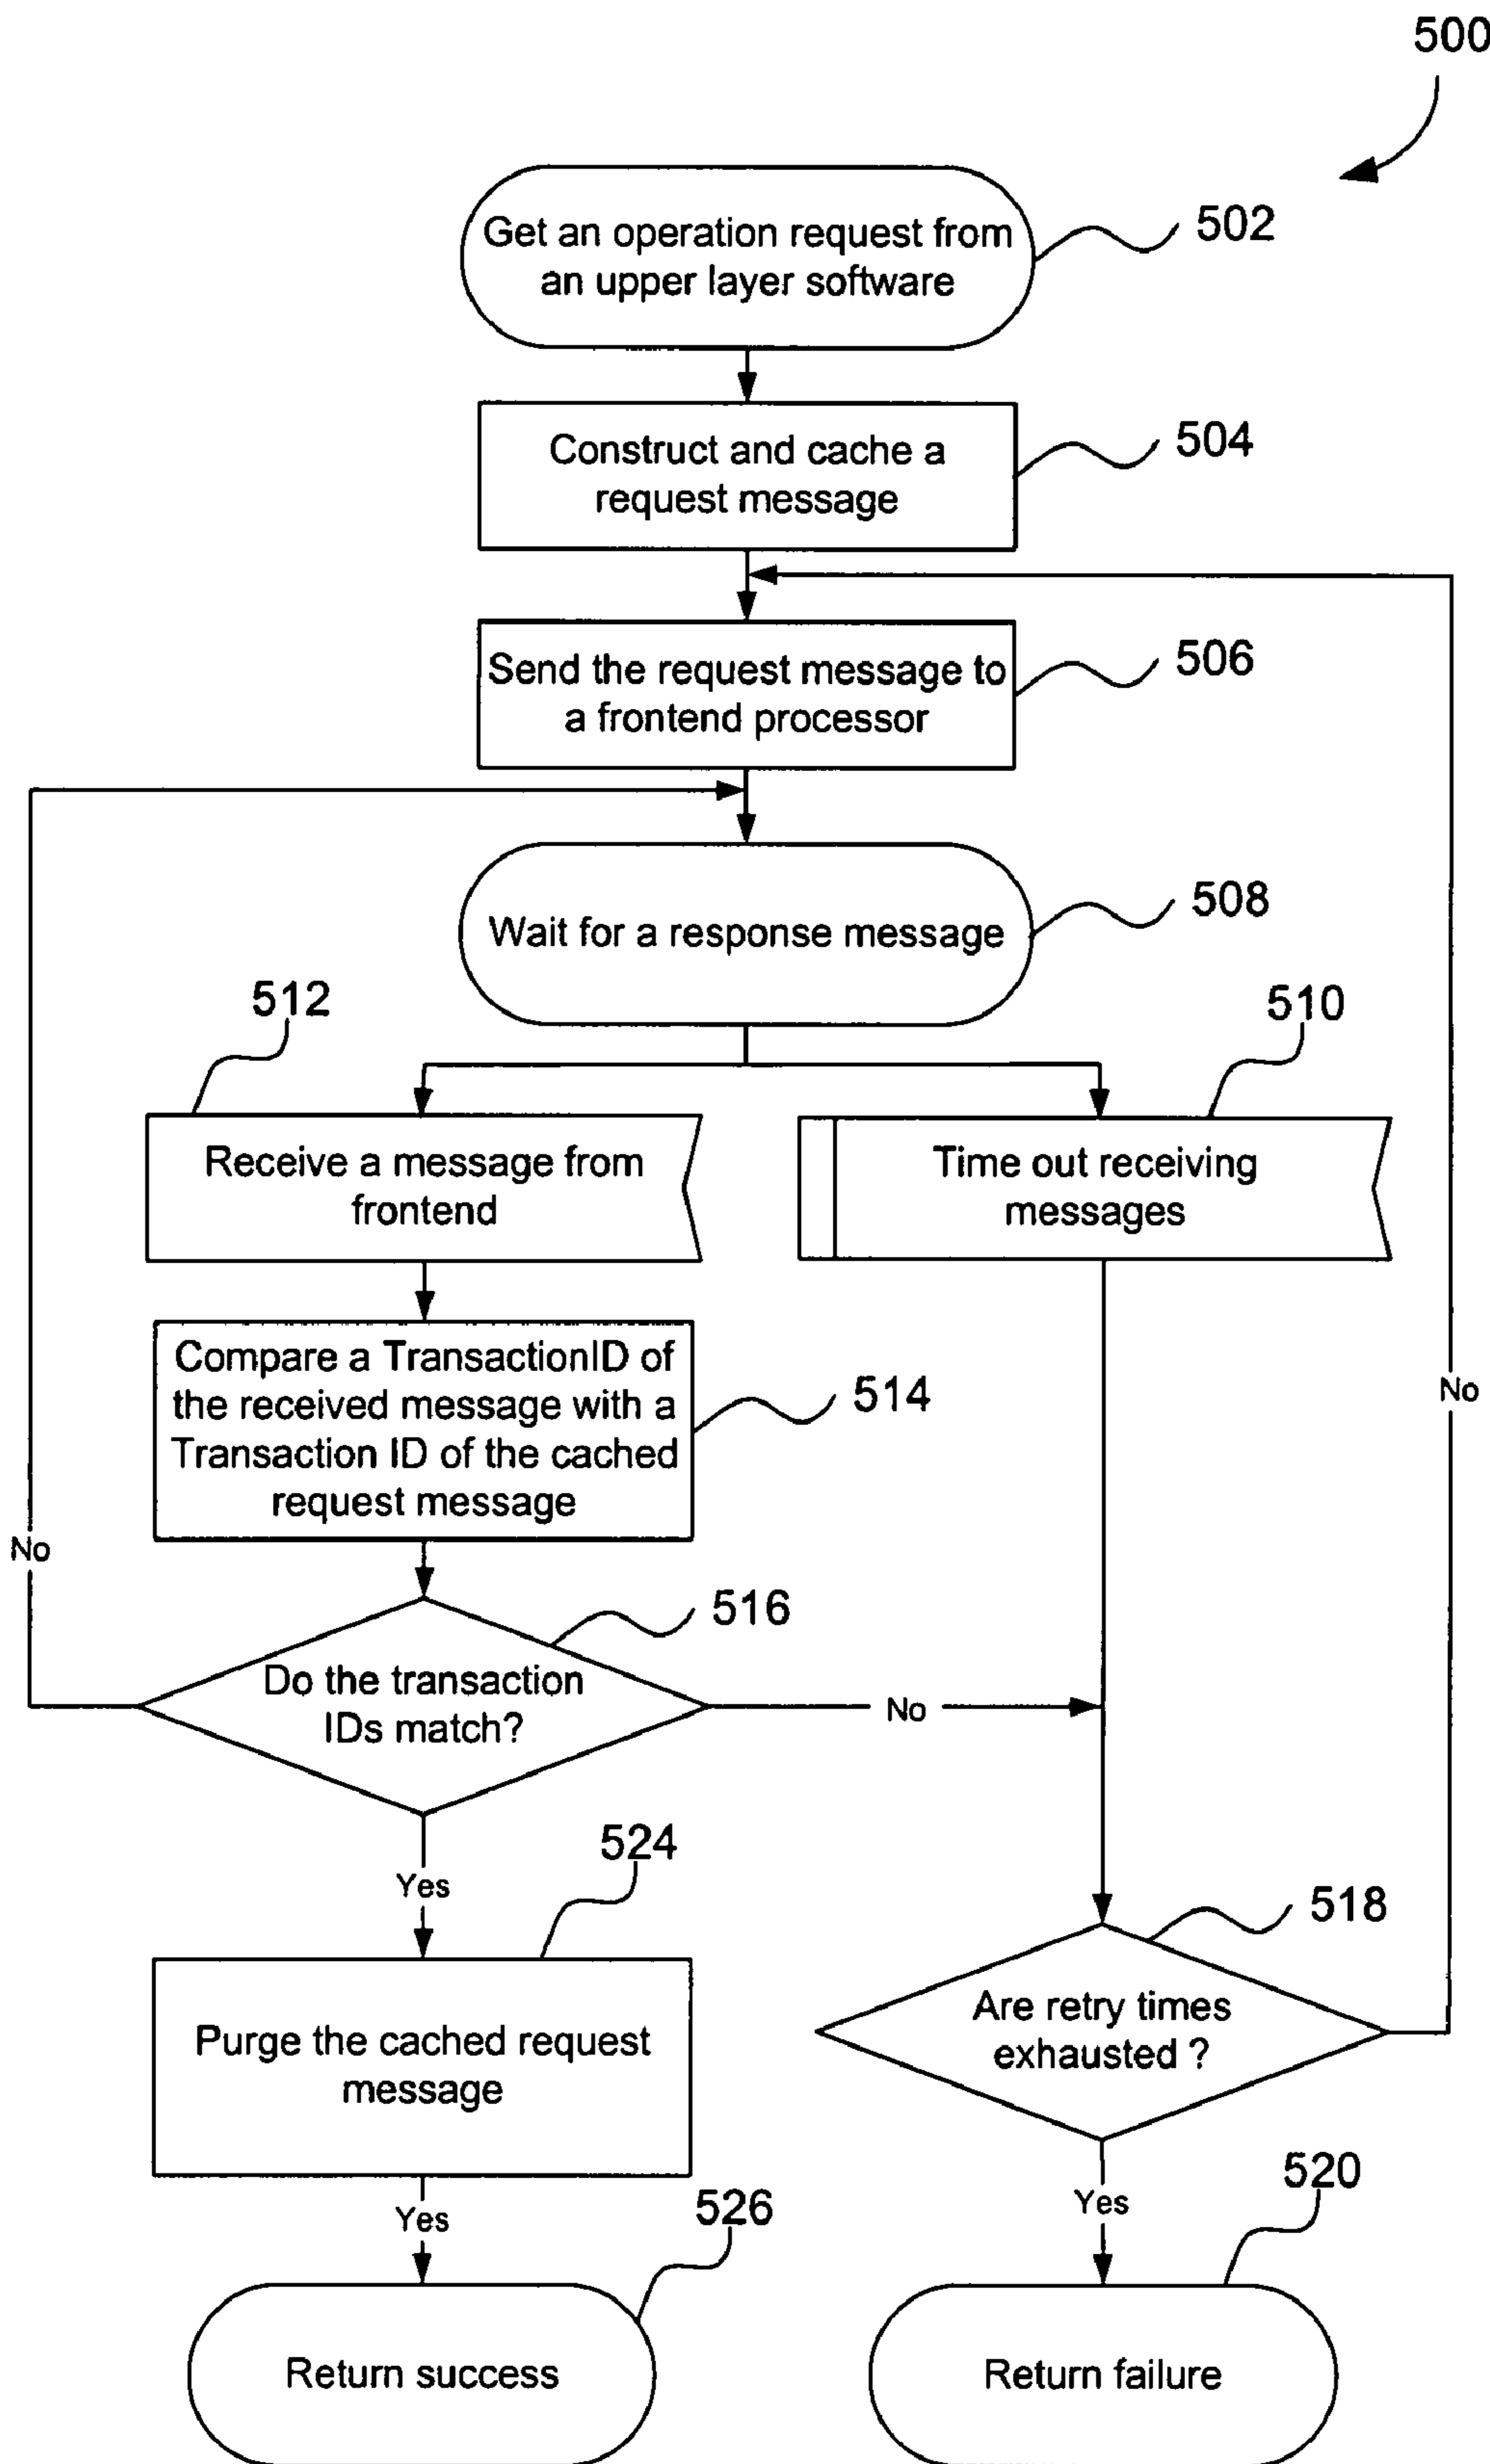 500
Get an operation request from
an upper layer software
502
Construct and cache a
request message
504
Send the request message to
a frontend processor
506
Wait for a response message
508
512
510
Receive a message from
frontend
Time out receiving
messages
Compare a TransactionID of
the received message with a
Transaction ID of the cached
request message
514
No
No
516
Do the transaction
IDs match?
No
Yes
524
518
Are retry times
exhausted ?
Purge the cached request
message
Yes
526
Yes
520
Return success
Return failure